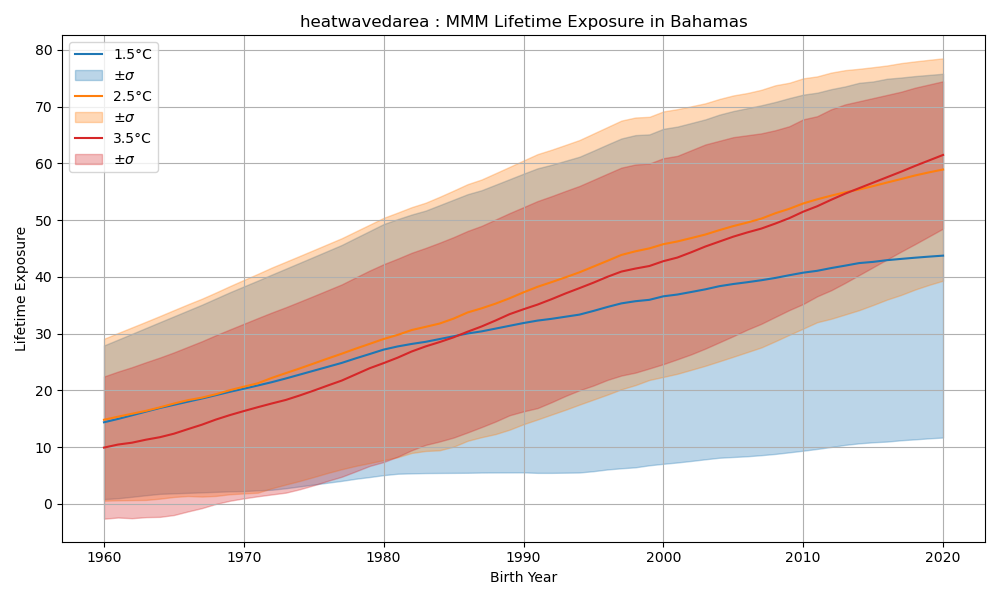 heatwavedarea : MMM Lifetime Exposure in Bahamas
1.5°C
±σ
2.5°C
±σ
3.5°C
±σ
Lifetime Exposure
80
70
60
50
40
30
20
10
0
1960 1970 1980 1990 2000 2010 2020
Birth Year